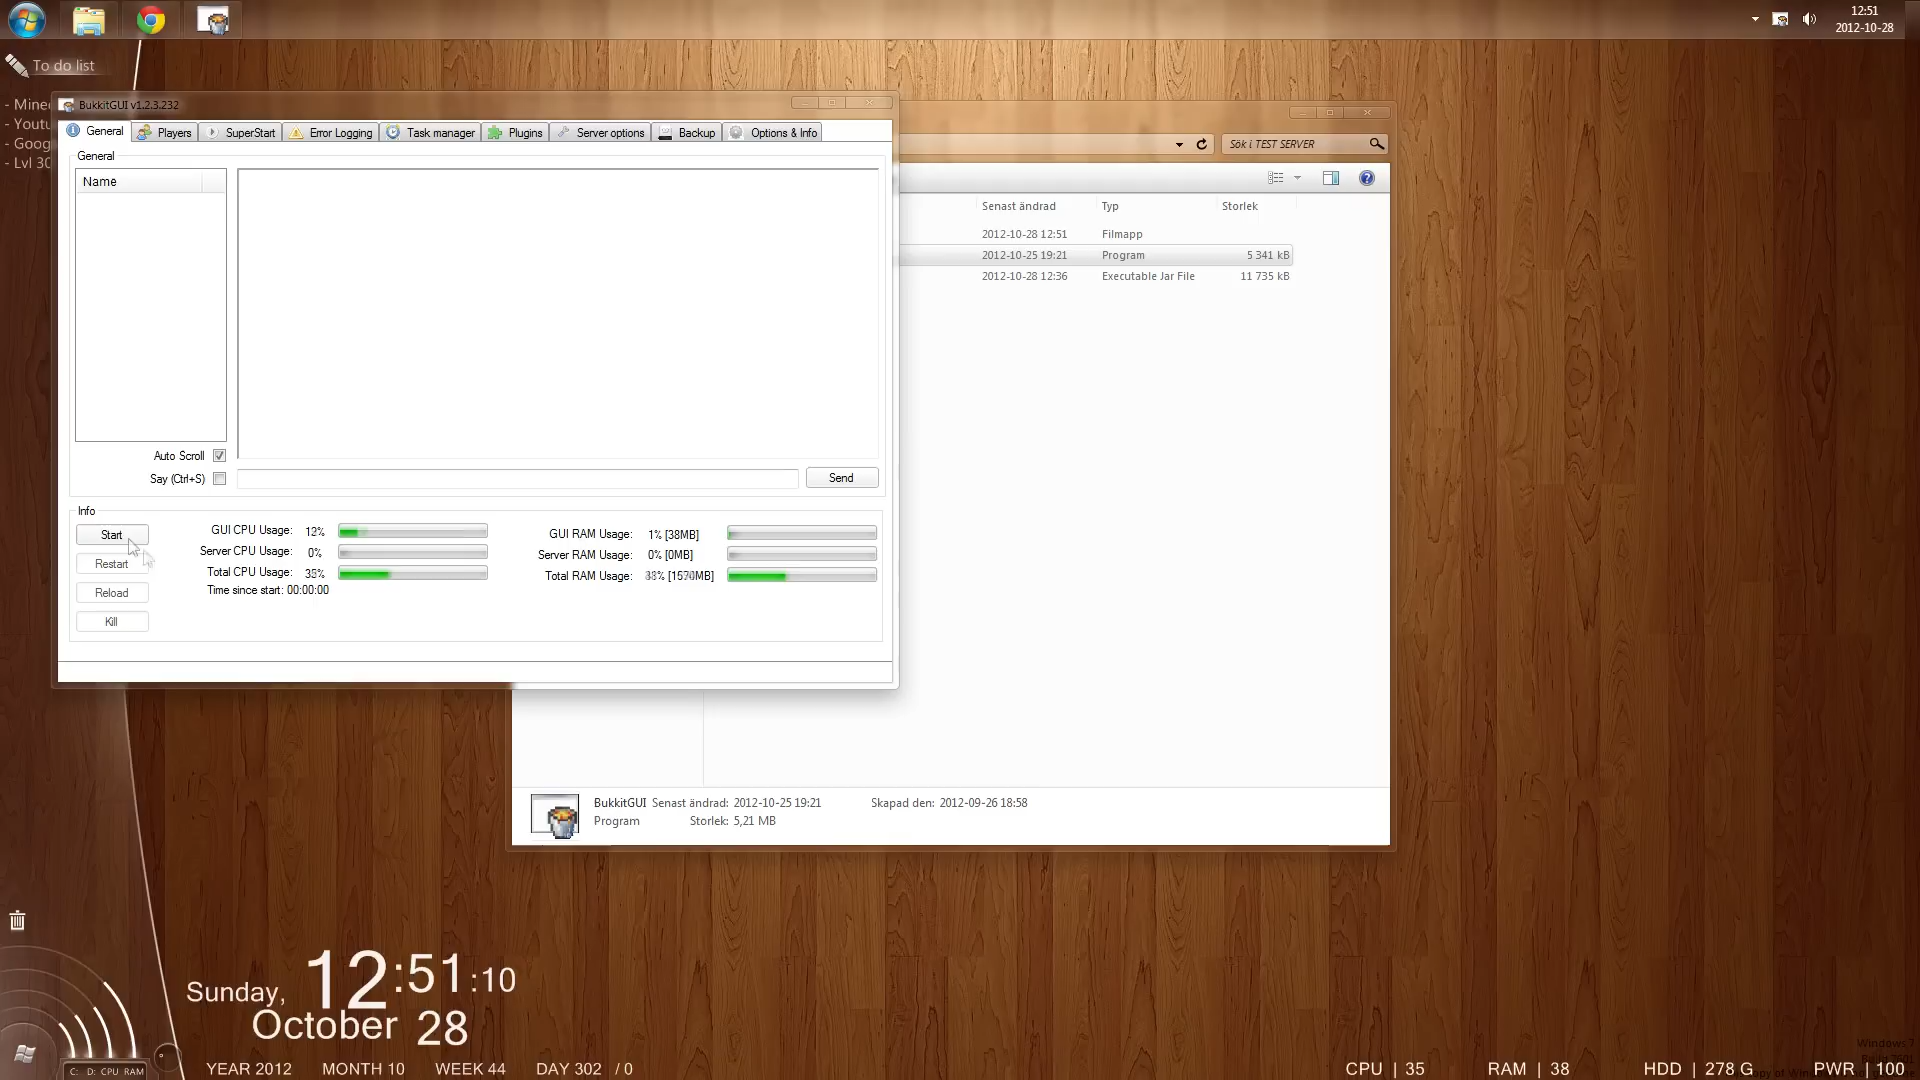 12:51
2012-10-28
To do list
- Mine
- Youtu
- Goog
- Lvl 30
BukkitGUI v1.2.3.232
General
Players
SuperStart
Error Logging
Task manager
Plugins
Server options
Backup
Options & Info
General
Name
Auto Scroll
Say (Ctrl+S)
Send
Info
Start
Restart
Reload
Kill
GUI CPU Usage:
Server CPU Usage: 0%
Total CPU Usage:
Time since start: 00:00:00
GUI RAM Usage: 1% [38MB]
Server RAM Usage: 0% [0MB]
Total RAM Usage:
Sök i TEST SERVER
Senast ändrad Typ Storlek
2012-10-28 12:51 Filmapp
2012-10-25 19:21 Program 5 341 kB
2012-10-28 12:36 Executable Jar File 11 735 kB
BukkitGUI Senast ändrad: 2012-10-25 19:21 Skapad den: 2012-09-26 18:58
Program Storlek: 5,21 MB
Sunday, 12:51:10
October 28
C: D: CPU RAM
YEAR 2012 MONTH 10 WEEK 44 DAY 302 / 0
Windows 7
CPU | 35 RAM | 38 HDD | 278 G PWR | 100